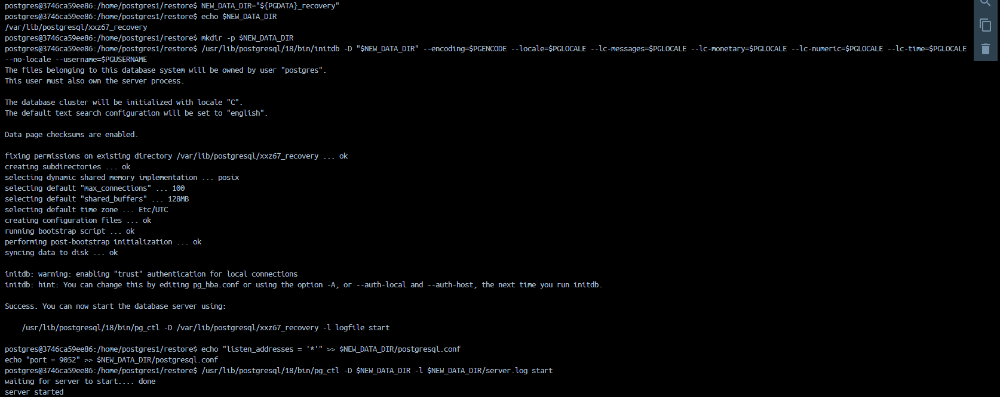 postgres@3746ca59ee86:/home/postgres1/restore$ NEW_DATA_DIR="${PGDATA}_recovery"
postgres@3746ca59ee86:/home/postgres1/restore$ echo $NEW_DATA_DIR
/var/lib/postgresql/xxz67_recovery
postgres@3746ca59ee86:/home/postgres1/restore$ mkdir -p $NEW_DATA_DIR
postgres@3746ca59ee86:/home/postgres1/restore$ /usr/lib/postgresql/18/bin/initdb -D "$NEW_DATA_DIR" --encoding=$PGENCODE --locale=$PGLOCALE --lc-messages=$PGLOCALE --lc-monetary=$PGLOCALE --lc-numeric=$PGLOCALE --lc-time=$PGLOCALE
--no-locale --username=$PGUSERNAME
The files belonging to this database system will be owned by user "postgres".
This user must also own the server process.
The database cluster will be initialized with locale "C".
The default text search configuration will be set to "english".
Data page checksums are enabled.
fixing permissions on existing directory /var/lib/postgresql/xxz67_recovery ... ok
creating subdirectories ... ok
selecting dynamic shared memory implementation ... posix
selecting default "max_connections" ... 100
selecting default "shared_buffers" ... 128MB
selecting default time zone ... Etc/UTC
creating configuration files ... ok
running bootstrap script ... ok
performing post-bootstrap initialization ... ok
syncing data to disk ... ok
initdb: warning: enabling "trust" authentication for local connections
initdb: hint: You can change this by editing pg_hba.conf or using the option -A, or --auth-local and --auth-host, the next time you run initdb.
Success. You can now start the database server using:
/usr/lib/postgresql/18/bin/pg_ctl -D /var/lib/postgresql/xxz67_recovery -l logfile start
postgres@3746ca59ee86:/home/postgres1/restore$ echo "listen_addresses = '*'" >> $NEW_DATA_DIR/postgresql.conf
echo "port = 9052" >> $NEW_DATA_DIR/postgresql.conf
postgres@3746ca59ee86:/home/postgres1/restore$ /usr/lib/postgresql/18/bin/pg_ctl -D $NEW_DATA_DIR -l $NEW_DATA_DIR/server.log start
waiting for server to start.... done
server started